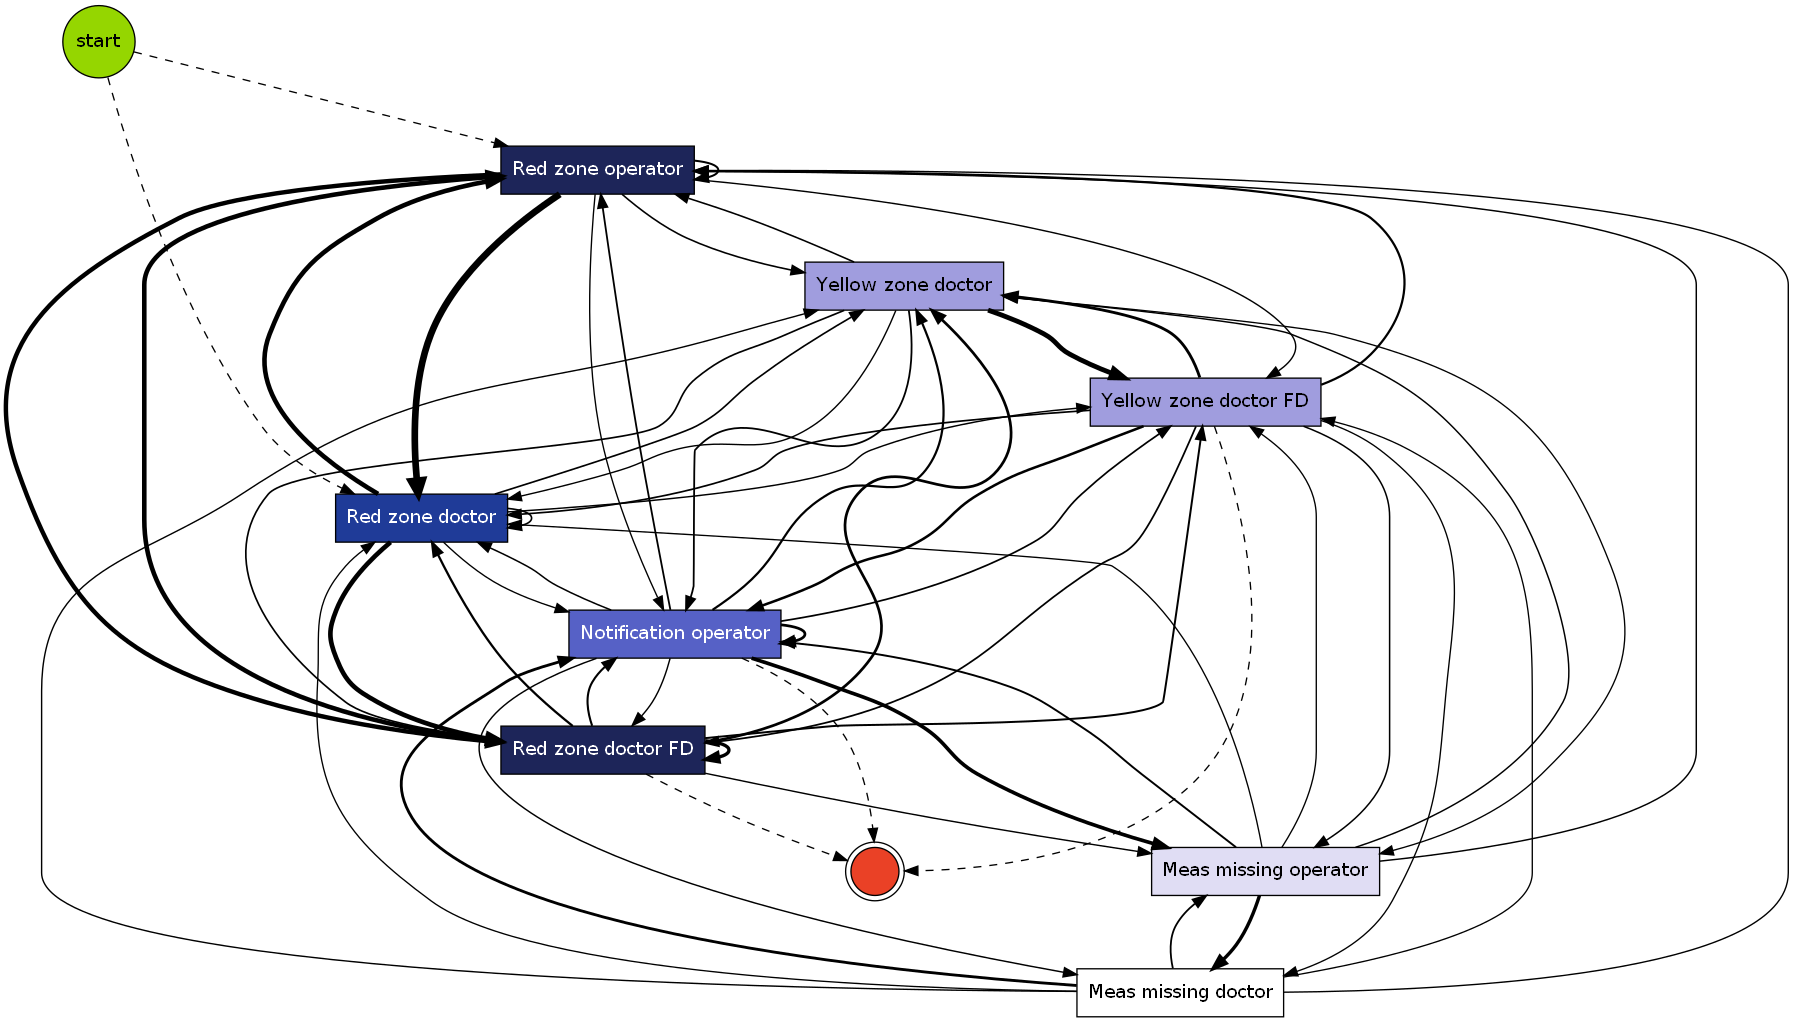 start
Red zone operator
Yellow zone doctor
Yellow zone doctor FD
Red zone doctor
Notification operator
Red zone doctor FD
Meas missing operator
Meas missing doctor